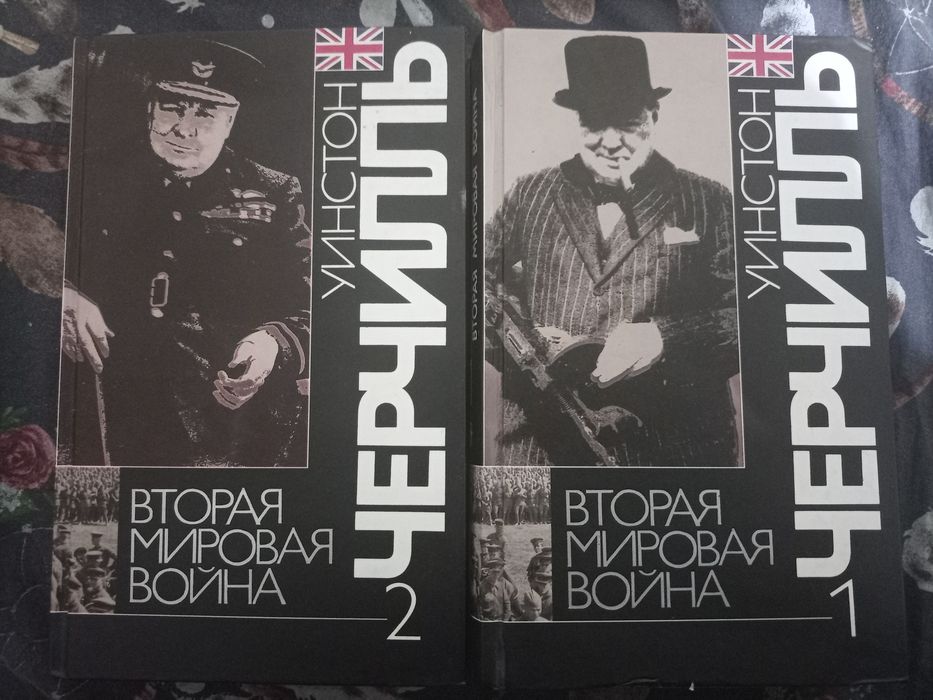 УИНСТОН
ЧЕРЧИЛЛЬ
ВТОРАЯ
МИРОВАЯ
ВОЙНА
2
ВТОРАЯ МИРОВАЯ ВОЙНА
УИНСТОН
ЧЕРЧИЛЛЬ
ВТОРАЯ
МИРОВАЯ
ВОЙНА
1